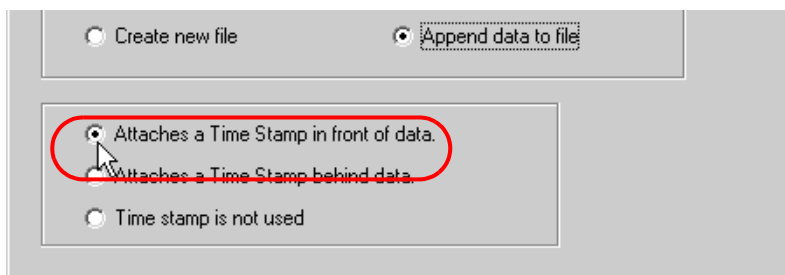 Create new file Append data to file
Attaches a Time Stamp in front of data.
Attaches a Time Stamp behind data.
Time stamp is not used